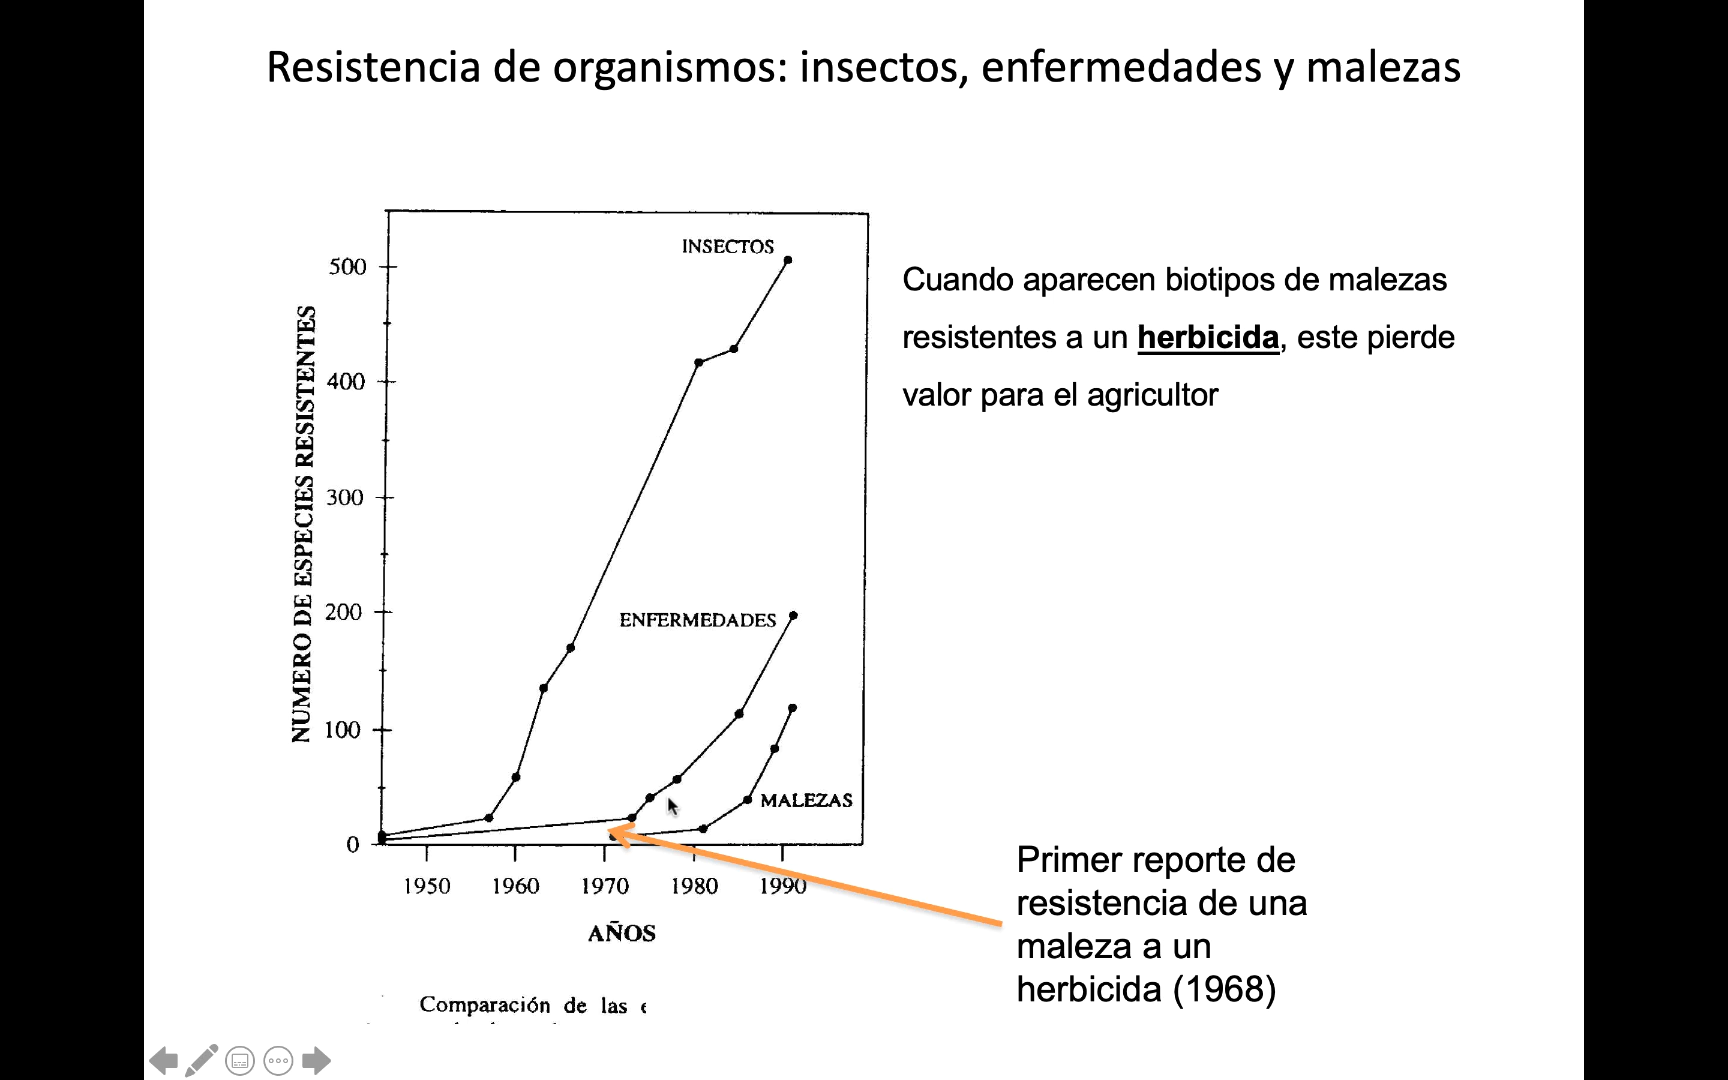 Resistencia de organismos: insectos, enfermedades y malezas
INSECTOS
500
400
300
200
100
0
NUMERO DE ESPECIES RESISTENTES
ENFERMEDADES
MALEZAS
1950 1960 1970 1980 1990
AÑOS
Comparación de las
Cuando aparecen biotipos de malezas
resistentes a un herbicida, este pierde
valor para el agricultor
Primer reporte de
resistencia de una
maleza a un
herbicida (1968)